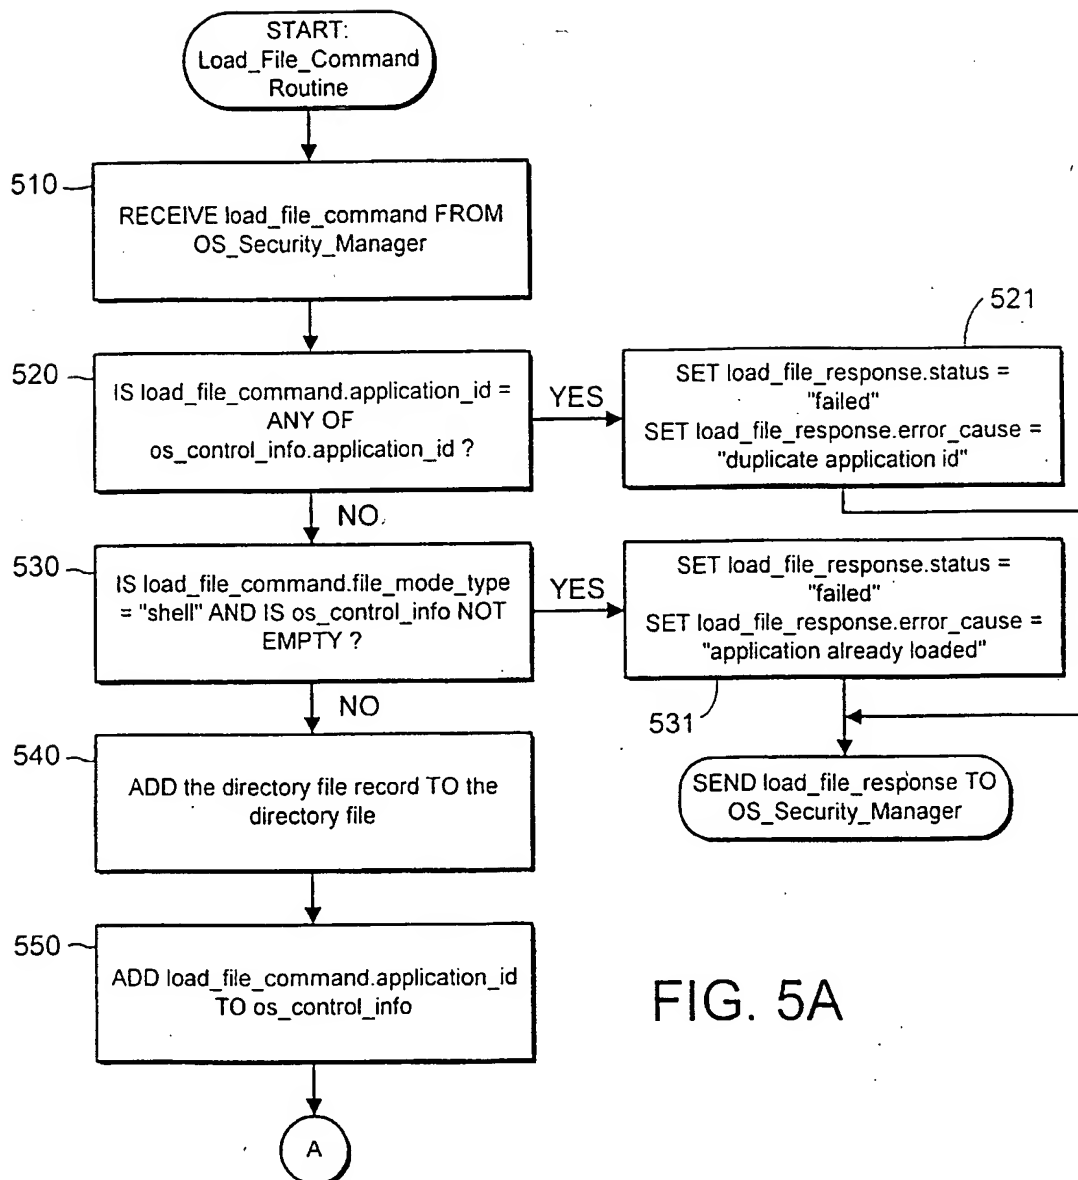 START:
Load_File_Command
Routine
510
RECEIVE load_file_command FROM
OS_Security_Manager
520
IS load_file_command.application_id =
ANY OF
os_control_info.application_id ?
YES
521
SET load_file_response.status =
"failed"
SET load_file_response.error_cause =
"duplicate application id"
NO
530
IS load_file_command.file_mode_type
= "shell" AND IS os_control_info NOT
EMPTY ?
YES
SET load_file_response.status =
"failed"
SET load_file_response.error_cause =
"application already loaded"
531
NO
SEND load_file_response TO
OS_Security_Manager
540
ADD the directory file record TO the
directory file
550
ADD load_file_command.application_id
TO os_control_info
FIG. 5A
A